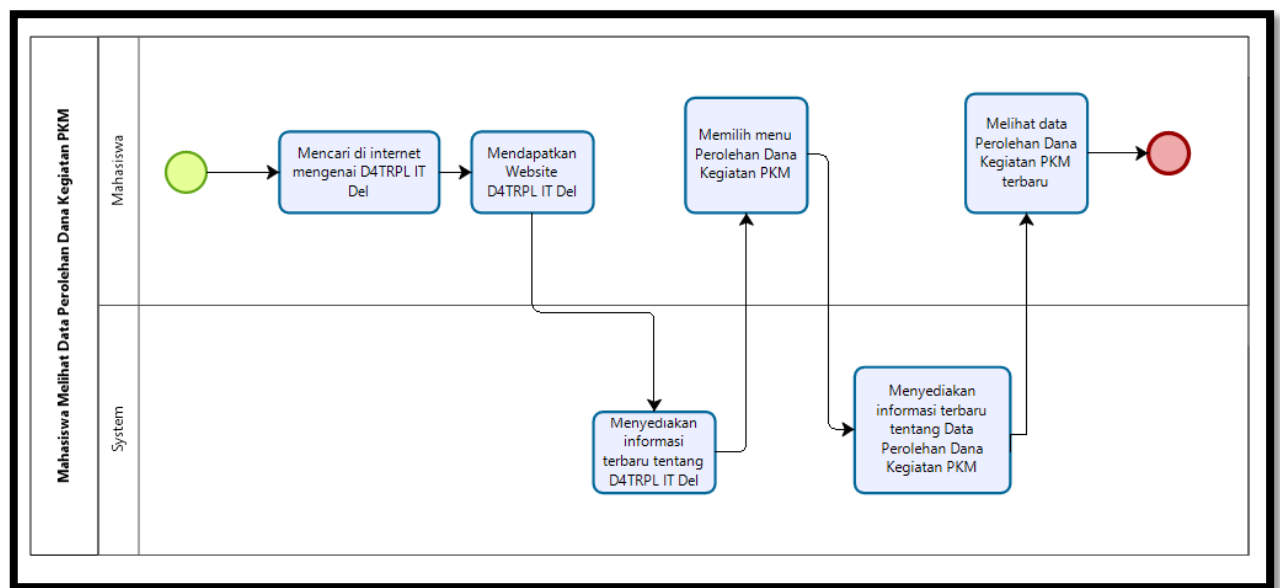 Mahasiswa Melihat Data Perolehan Dana Kegiatan PKM
Mahasiswa
Mencari di internet
mengenai D4TRPL IT
Del
Mendapatkan
Website
D4TRPL IT Del
Memilih menu
Perolehan Dana
Kegiatan PKM
Melihat data
Perolehan Dana
Kegiatan PKM
terbaru
System
Menyediakan
informasi
terbaru tentang
D4TRPL IT Del
Menyediakan
informasi terbaru
tentang Data
Perolehan Dana
Kegiatan PKM